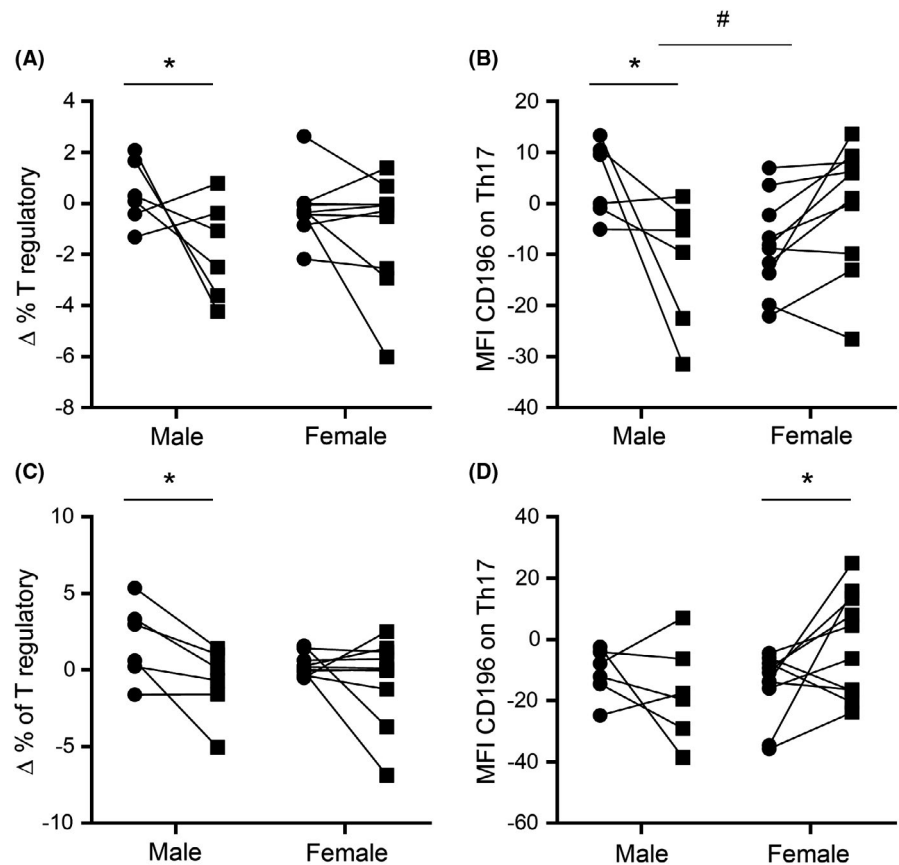 #
(A)
*
(B)
*
4
2
0
-2
-4
-6
-8
Δ % T regulatory
Male
Female
20
10
0
-10
-20
-30
-40
MFI CD196 on Th17
Male
Female
(C)
*
(D)
*
10
5
0
-5
-10
Δ % of T regulatory
Male
Female
40
20
0
-20
-40
-60
MFI CD196 on Th17
Male
Female